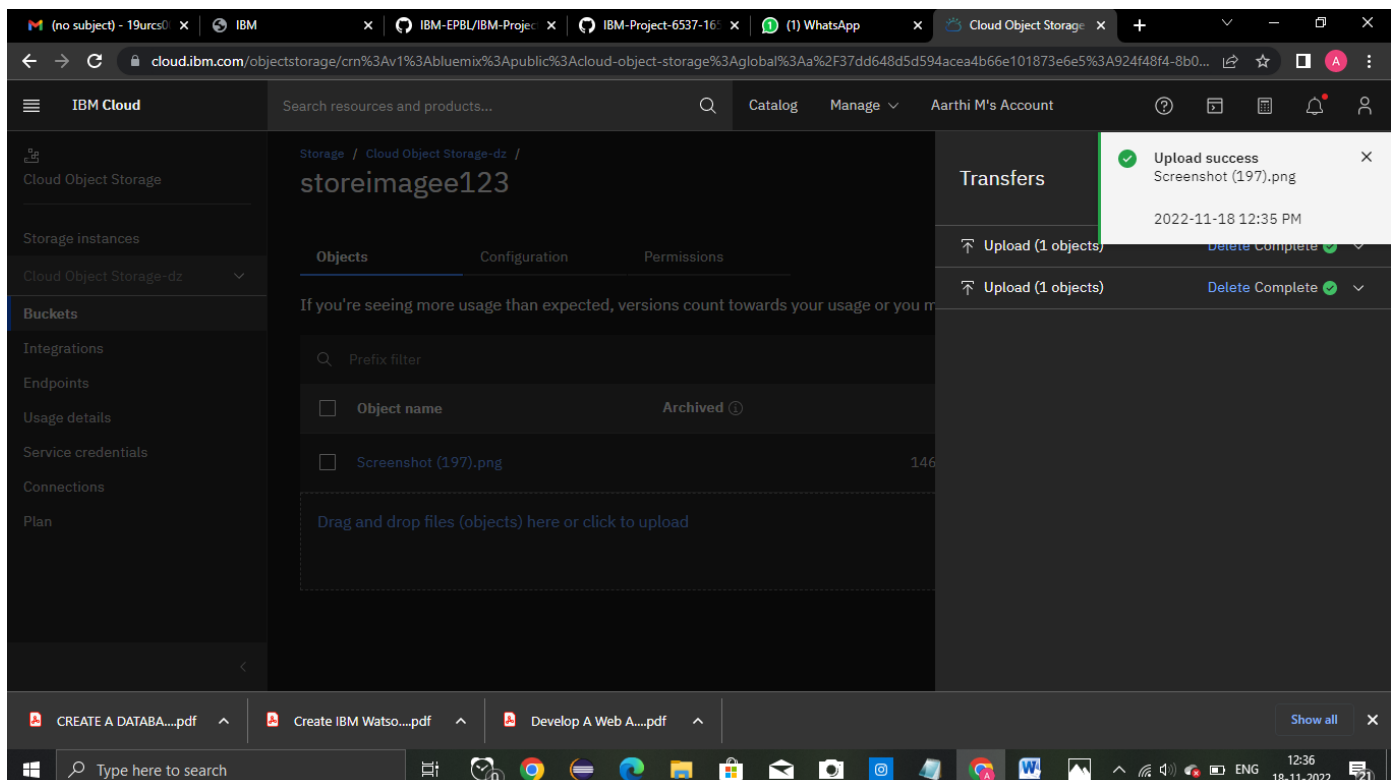 (no subject) - 19urcs0
IBM
IBM-EPBL/IBM-Projec
IBM-Project-6537-165
(1) WhatsApp
Cloud Object Storage
cloud.ibm.com/objectstorage/crn%3Av1%3Abluemix%3Apublic%3Acloud-object-storage%3Aglobal%3Aa%2F37dd648d5d594acea4b66e101873e6e5%3A924f48f4-8b0...
A
IBM Cloud
Search resources and products...
Catalog
Manage
Aarthi M's Account
Cloud Object Storage
Storage instances
Cloud Object Storage-dz
Buckets
Integrations
Endpoints
Usage details
Service credentials
Connections
Plan
Storage / Cloud Object Storage-dz /
storeimagee123
Objects
Configuration
Permissions
If you're seeing more usage than expected, versions count towards your usage or you m
Prefix filter
Object name
Archived
Screenshot (197).png
146
Drag and drop files (objects) here or click to upload
Transfers
Upload success
Screenshot (197).png
2022-11-18 12:35 PM
Upload (1 objects)
Delete Complete
Upload (1 objects)
Delete Complete
CREATE A DATABA....pdf
Create IBM Watso....pdf
Develop A Web A....pdf
Show all
Type here to search
ENG
12:36
18-11-2022
21